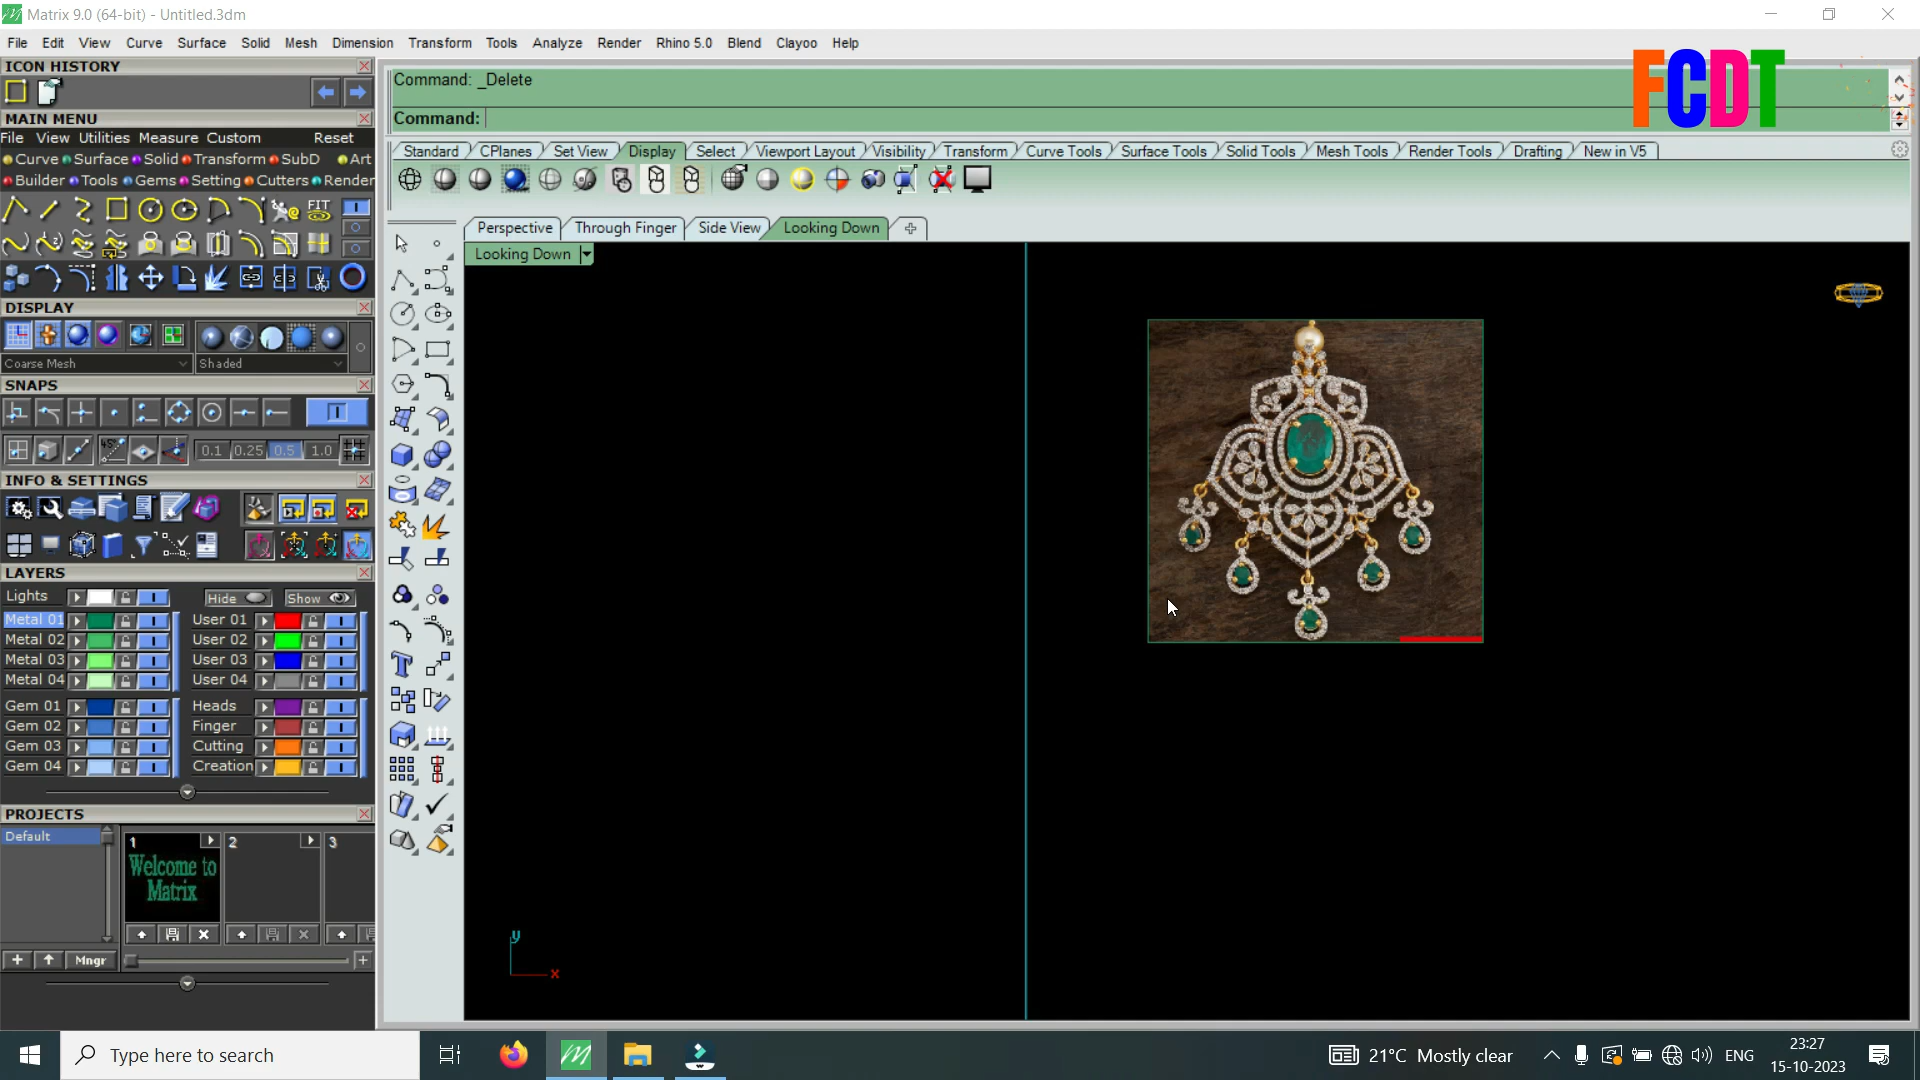 Matrix 9.0 (64-bit) - Untitled.3dm
File Edit View Curve Surface Solid Mesh Dimension Transform Tools Analyze Render Rhino 5.0 Blend Clayoo Help
FCDT
ICON HISTORY
Command: _Delete
Command:
MAIN MENU
File View Utilities Measure Custom Reset
Curve Surface Solid Transform SubD Art
Builder Tools Gems Setting Cutters Render
FIT
Standard CPlanes Set View Display Select Viewport Layout Visibility Transform Curve Tools Surface Tools Solid Tools Mesh Tools Render Tools Drafting New in V5
Perspective Through Finger Side View Looking Down
Looking Down
DISPLAY
Coarse Mesh Shaded
SNAPS
0.1 0.25 0.5 1.0
INFO & SETTINGS
LAYERS
Lights Hide Show
Metal 01 User 01
Metal 02 User 02
Metal 03 User 03
Metal 04 User 04
Gem 01 Heads
Gem 02 Finger
Gem 03 Cutting
Gem 04 Creation
PROJECTS
Default
1 2 3
Welcome to
Matrix
Mngr
y
x
Type here to search
21°C Mostly clear
ENG
23:27
15-10-2023